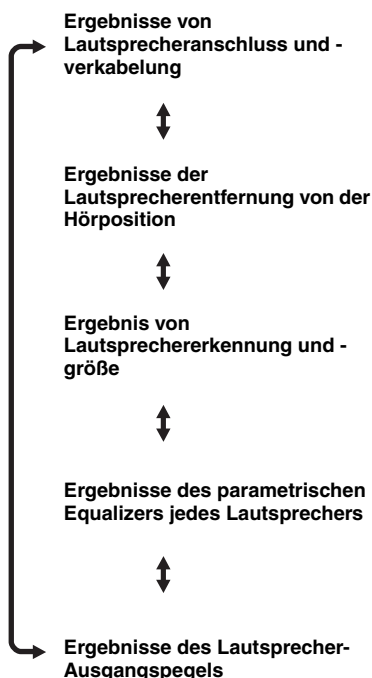 Ergebnisse von
Lautsprecheranschluss und -
verkabelung
Ergebnisse der
Lautsprecherentfernung von der
Hörposition
Ergebnis von
Lautsprechererkennung und -
größe
Ergebnisse des parametrischen
Equalizers jedes Lautsprechers
Ergebnisse des Lautsprecher-
Ausgangspegels